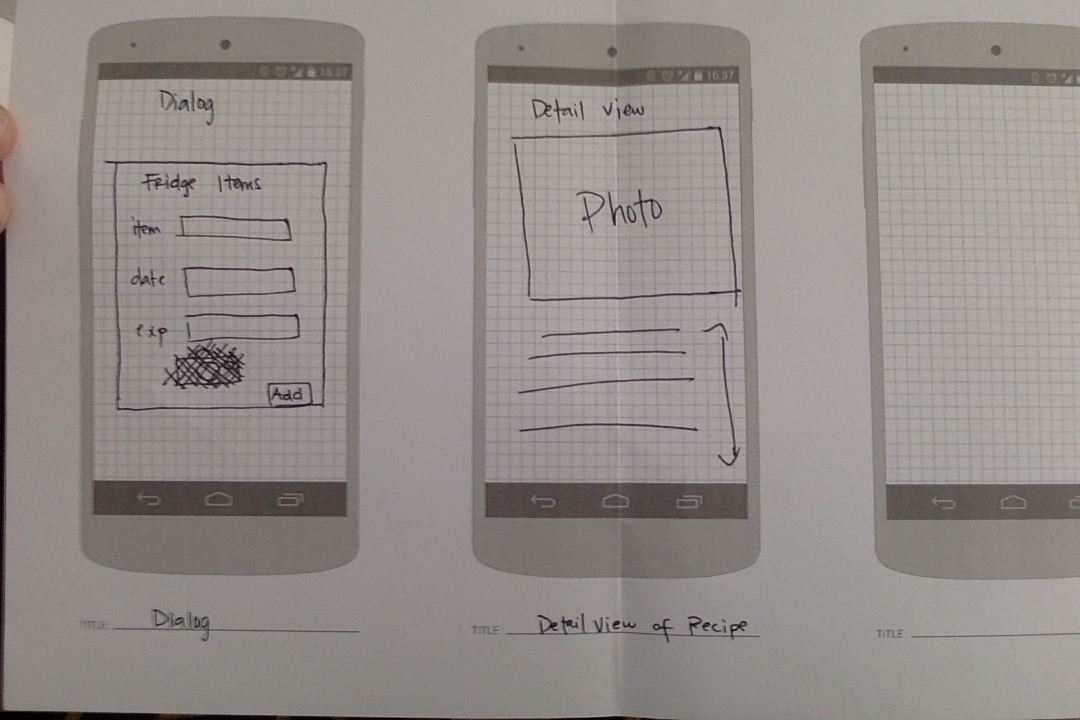 16:37
Dialog
Fridge Items
item
date
exp
Add
TITLE: Dialog
16:37
Detail view
Photo
TITLE: Detail View of Recipe
TITLE: